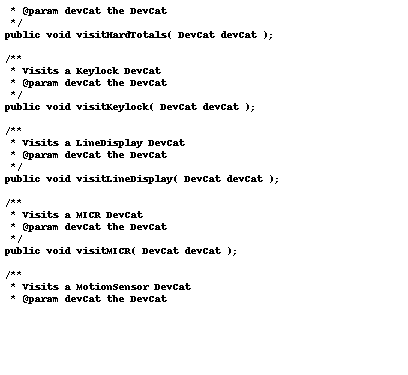 * @param devCat the DevCat
 */
public void visitHardTotals( DevCat devCat );

/**
 * Visits a Keylock DevCat
 * @param devCat the DevCat
 */
public void visitKeylock( DevCat devCat );

/**
 * Visits a LineDisplay DevCat
 * @param devCat the DevCat
 */
public void visitLineDisplay( DevCat devCat );

/**
 * Visits a MICR DevCat
 * @param devCat the DevCat
 */
public void visitMICR( DevCat devCat );

/**
 * Visits a MotionSensor DevCat
 * @param devCat the DevCat